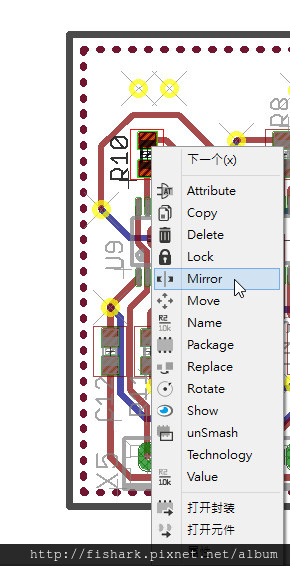 R10
R8
U9
下一个(x)
Attribute
Copy
Delete
Lock
Mirror
Move
R2
10k
Name
Package
Replace
Rotate
Show
unSmash
Technology
R2
10k
Value
打开封装
打开元件
X5
http://fishark.pixnet.net/album